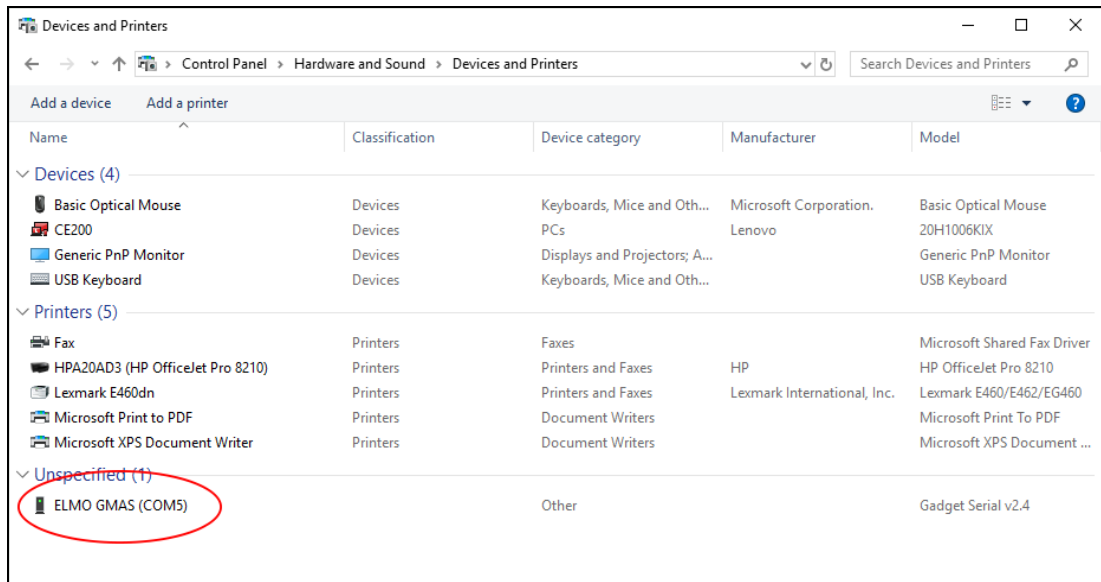 Devices and Printers
Control Panel > Hardware and Sound > Devices and Printers Search Devices and Printers
Add a device Add a printer
Name Classification Device category Manufacturer Model
Devices (4)
Basic Optical Mouse Devices Keyboards, Mice and Oth... Microsoft Corporation. Basic Optical Mouse
CE200 Devices PCs Lenovo 20H1006KIX
Generic PnP Monitor Devices Displays and Projectors; A... Generic PnP Monitor
USB Keyboard Devices Keyboards, Mice and Oth... USB Keyboard
Printers (5)
Fax Printers Faxes Microsoft Shared Fax Driver
HPA20AD3 (HP OfficeJet Pro 8210) Printers Printers and Faxes HP HP OfficeJet Pro 8210
Lexmark E460dn Printers Printers and Faxes Lexmark International, Inc. Lexmark E460/E462/EG460
Microsoft Print to PDF Printers Document Writers Microsoft Print To PDF
Microsoft XPS Document Writer Printers Document Writers Microsoft XPS Document ...
Unspecified (1)
ELMO GMAS (COM5) Other Gadget Serial v2.4